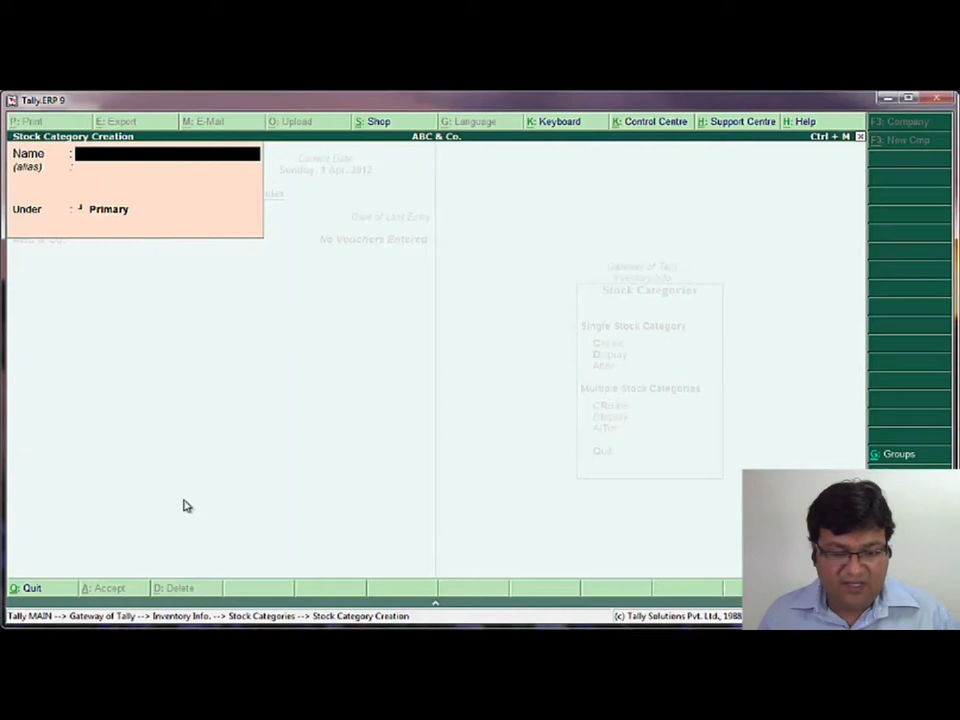 Tally.ERP 9
P: Print E: Export M: E-Mail O: Upload S: Shop G: Language K: Keyboard K: Control Centre H: Support Centre H: Help F3: Company
Stock Category Creation ABC & Co. Ctrl + M
F3: New Cmp
Name :
(alias) :
Under : Primary
Current Date
Sunday, 1 Apr, 2012
Date of Last Entry
No Vouchers Entered
Gateway of Tally
Inventory Info.
Stock Categories
Single Stock Category
Create
Display
Alter
Multiple Stock Categories
CReate
DIsplay
AlTer
Quit
G: Groups
Q: Quit A: Accept D: Delete
Tally MAIN --> Gateway of Tally --> Inventory Info. --> Stock Categories --> Stock Category Creation (c) Tally Solutions Pvt. Ltd., 1988